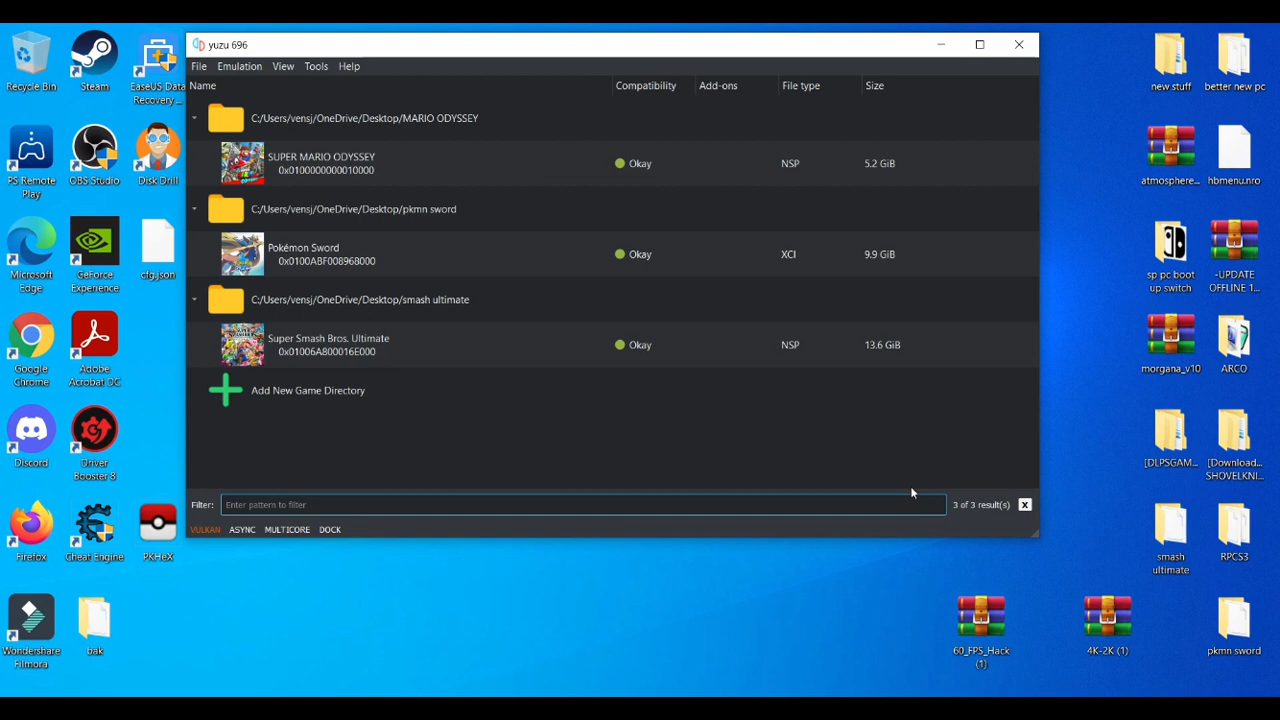 Recycle Bin
Steam
EaseUS Data
Recovery ...
PS Remote
Play
OBS Studio
Disk Drill
Microsoft
Edge
GeForce
Experience
cfg.json
Google
Chrome
Adobe
Acrobat DC
Discord
Driver
Booster 8
Firefox
Cheat Engine
PKHeX
Wondershare
Filmora
bak
yuzu 696
File Emulation View Tools Help
Name Compatibility Add-ons File type Size
C:/Users/vensj/OneDrive/Desktop/MARIO ODYSSEY
SUPER MARIO ODYSSEY
0x0100000000010000
Okay NSP 5.2 GiB
C:/Users/vensj/OneDrive/Desktop/pkmn sword
Pokémon Sword
0x0100ABF008968000
Okay XCI 9.9 GiB
C:/Users/vensj/OneDrive/Desktop/smash ultimate
Super Smash Bros. Ultimate
0x01006A800016E000
Okay NSP 13.6 GiB
Add New Game Directory
Filter: Enter pattern to filter 3 of 3 result(s) X
VULKAN ASYNC MULTICORE DOCK
new stuff
better new pc
atmosphere...
hbmenu.nro
sp pc boot
up switch
-UPDATE
OFFLINE 1...
morgana_v10
ARCO
[DLPSGAM...
[Download...
SHOVELKNI...
smash
ultimate
RPCS3
60_FPS_Hack
(1)
4K-2K (1)
pkmn sword